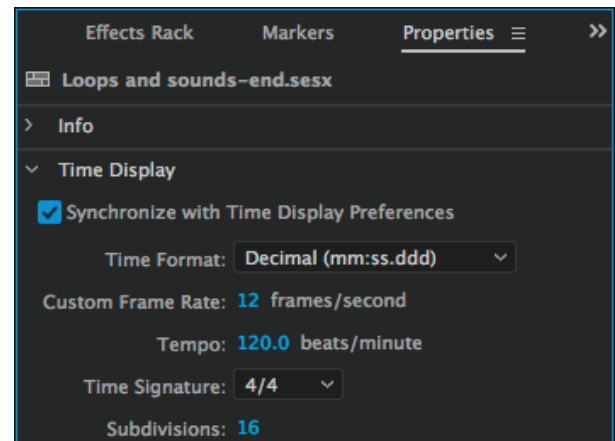 Effects Rack Markers Properties
Loops and sounds-end.sesx
Info
Time Display
Synchronize with Time Display Preferences
Time Format: Decimal (mm:ss.ddd)
Custom Frame Rate: 12 frames/second
Tempo: 120.0 beats/minute
Time Signature: 4/4
Subdivisions: 16